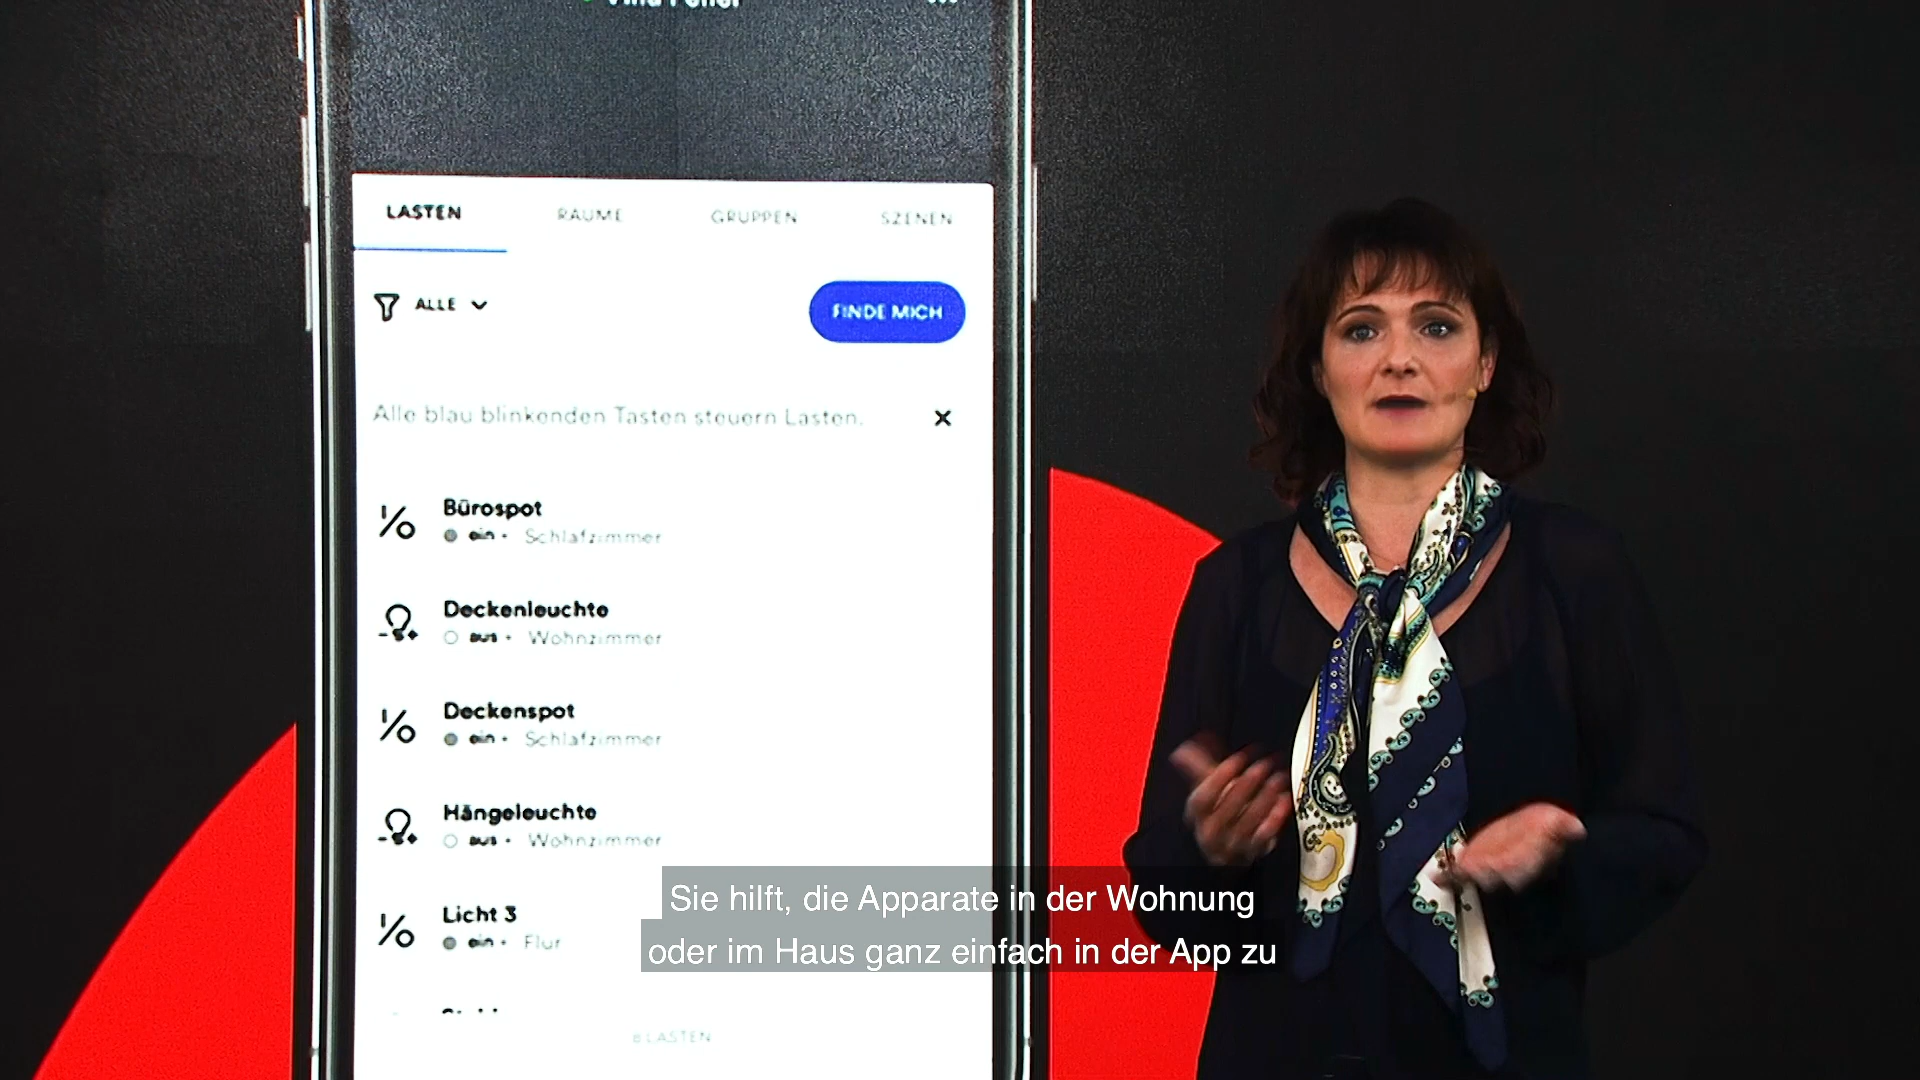 LASTEN RÄUME GRUPPEN SZENEN
ALLE FINDE MICH
Alle blau blinkenden Tasten steuern Lasten.
Bürospot
ein • Schlafzimmer
Deckenleuchte
aus • Wohnzimmer
Deckenspot
ein • Schlafzimmer
Hängeleuchte
aus • Wohnzimmer
Licht 3
ein • Flur
8 LASTEN
Sie hilft, die Apparate in der Wohnung
oder im Haus ganz einfach in der App zu